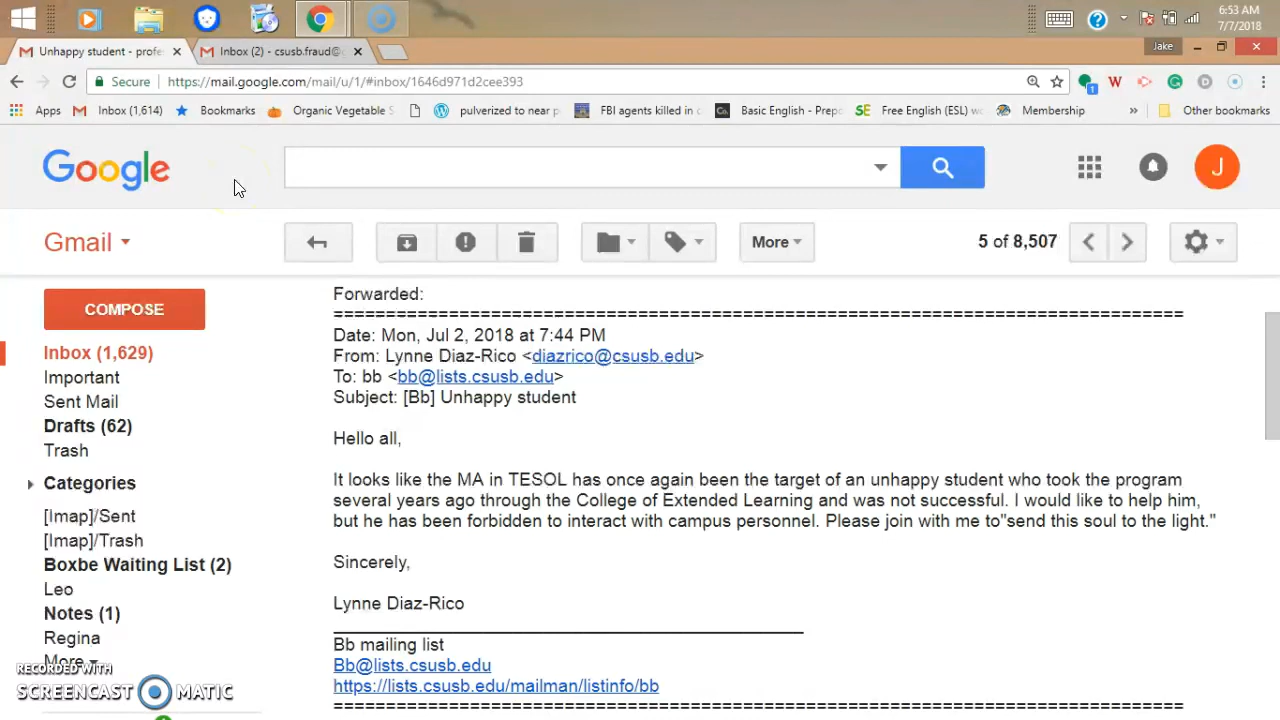 6:53 AM
7/7/2018
Unhappy student - profe
Inbox (2) - csusb.fraud@
Jake
Secure
https://mail.google.com/mail/u/1/#inbox/1646d971d2cee393
Apps
Inbox (1,614)
Bookmarks
Organic Vegetable S
pulverized to near p
FBI agents killed in
Basic English - Prep
Free English (ESL) w
Membership
»
Other bookmarks
Google
J
Gmail
More
5 of 8,507
COMPOSE
Inbox (1,629)
Important
Sent Mail
Drafts (62)
Trash
Categories
[Imap]/Sent
[Imap]/Trash
Boxbe Waiting List (2)
Leo
Notes (1)
Regina
More
Forwarded:
==================================================================================
Date: Mon, Jul 2, 2018 at 7:44 PM
From: Lynne Diaz-Rico <diazrico@csusb.edu>
To: bb <bb@lists.csusb.edu>
Subject: [Bb] Unhappy student
Hello all,
It looks like the MA in TESOL has once again been the target of an unhappy student who took the program
several years ago through the College of Extended Learning and was not successful. I would like to help him,
but he has been forbidden to interact with campus personnel. Please join with me to"send this soul to the light."
Sincerely,
Lynne Diaz-Rico
_______________________________________________
Bb mailing list
Bb@lists.csusb.edu
https://lists.csusb.edu/mailman/listinfo/bb
==================================================================================
RECORDED WITH
SCREENCAST MATIC